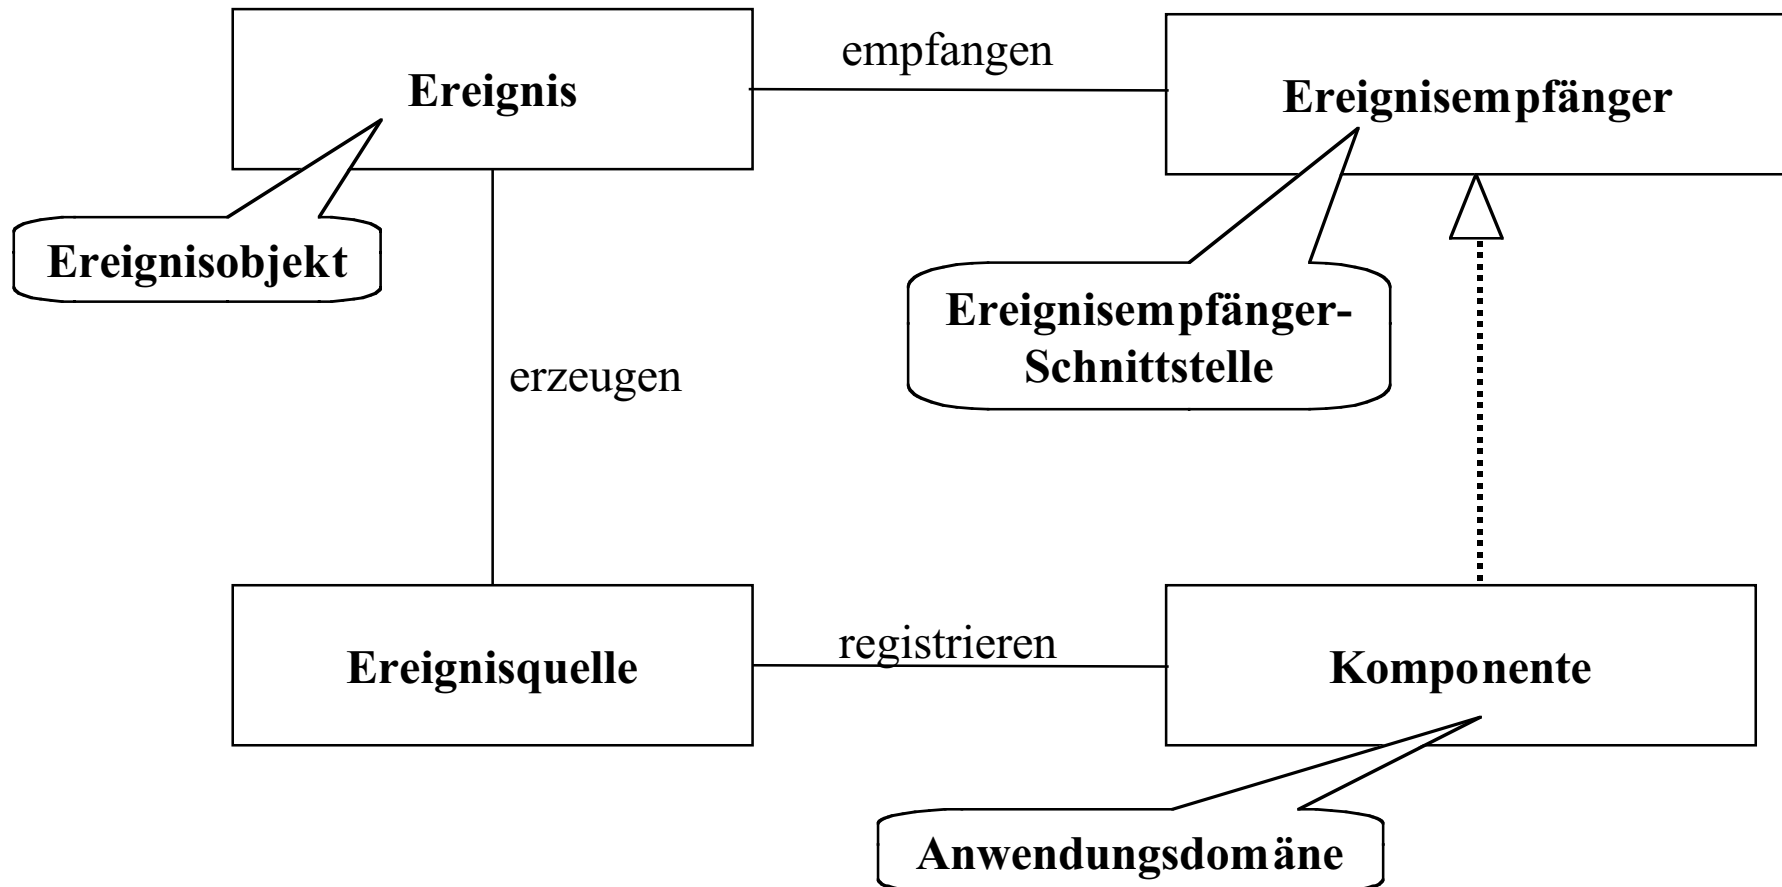 empfangen
Ereignis
Ereignisempfänger
Ereignisobjekt
Ereignisempfänger-
Schnittstelle
erzeugen
registrieren
Ereignisquelle
Komponente
Anwendungsdomäne